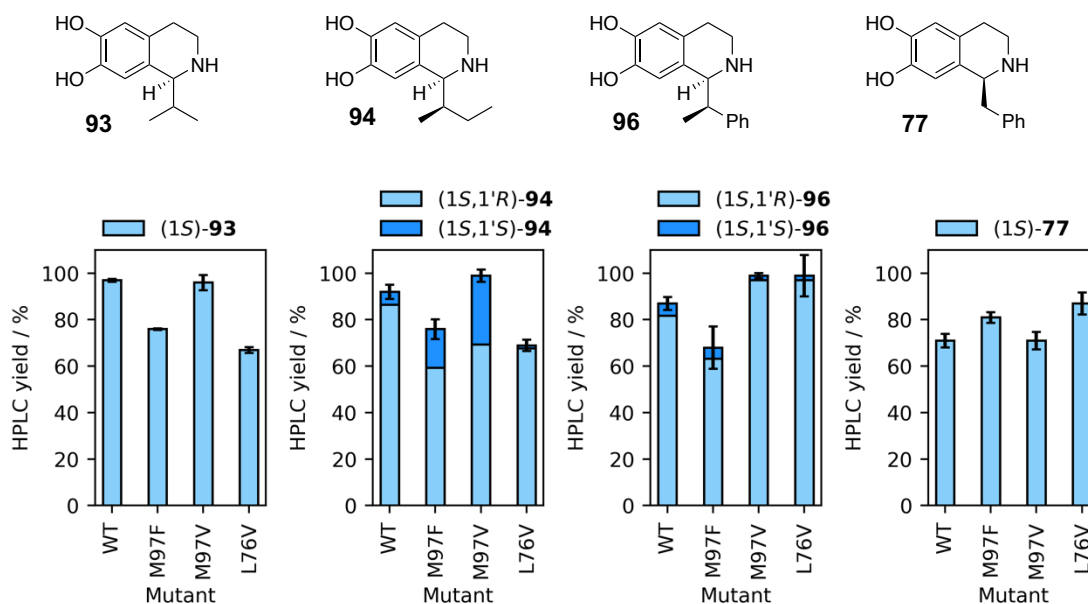 HO
HO
NH
H
93
HO
HO
NH
H
94
HO
HO
NH
H
Ph
96
HO
HO
NH
Ph
77
(1S)-93
HPLC yield / %
100
80
60
40
20
0
WT
M97F
M97V
L76V
Mutant
(1S,1'R)-94
(1S,1'S)-94
HPLC yield / %
100
80
60
40
20
0
WT
M97F
M97V
L76V
Mutant
(1S,1'R)-96
(1S,1'S)-96
HPLC yield / %
100
80
60
40
20
0
WT
M97F
M97V
L76V
Mutant
(1S)-77
HPLC yield / %
100
80
60
40
20
0
WT
M97F
M97V
L76V
Mutant